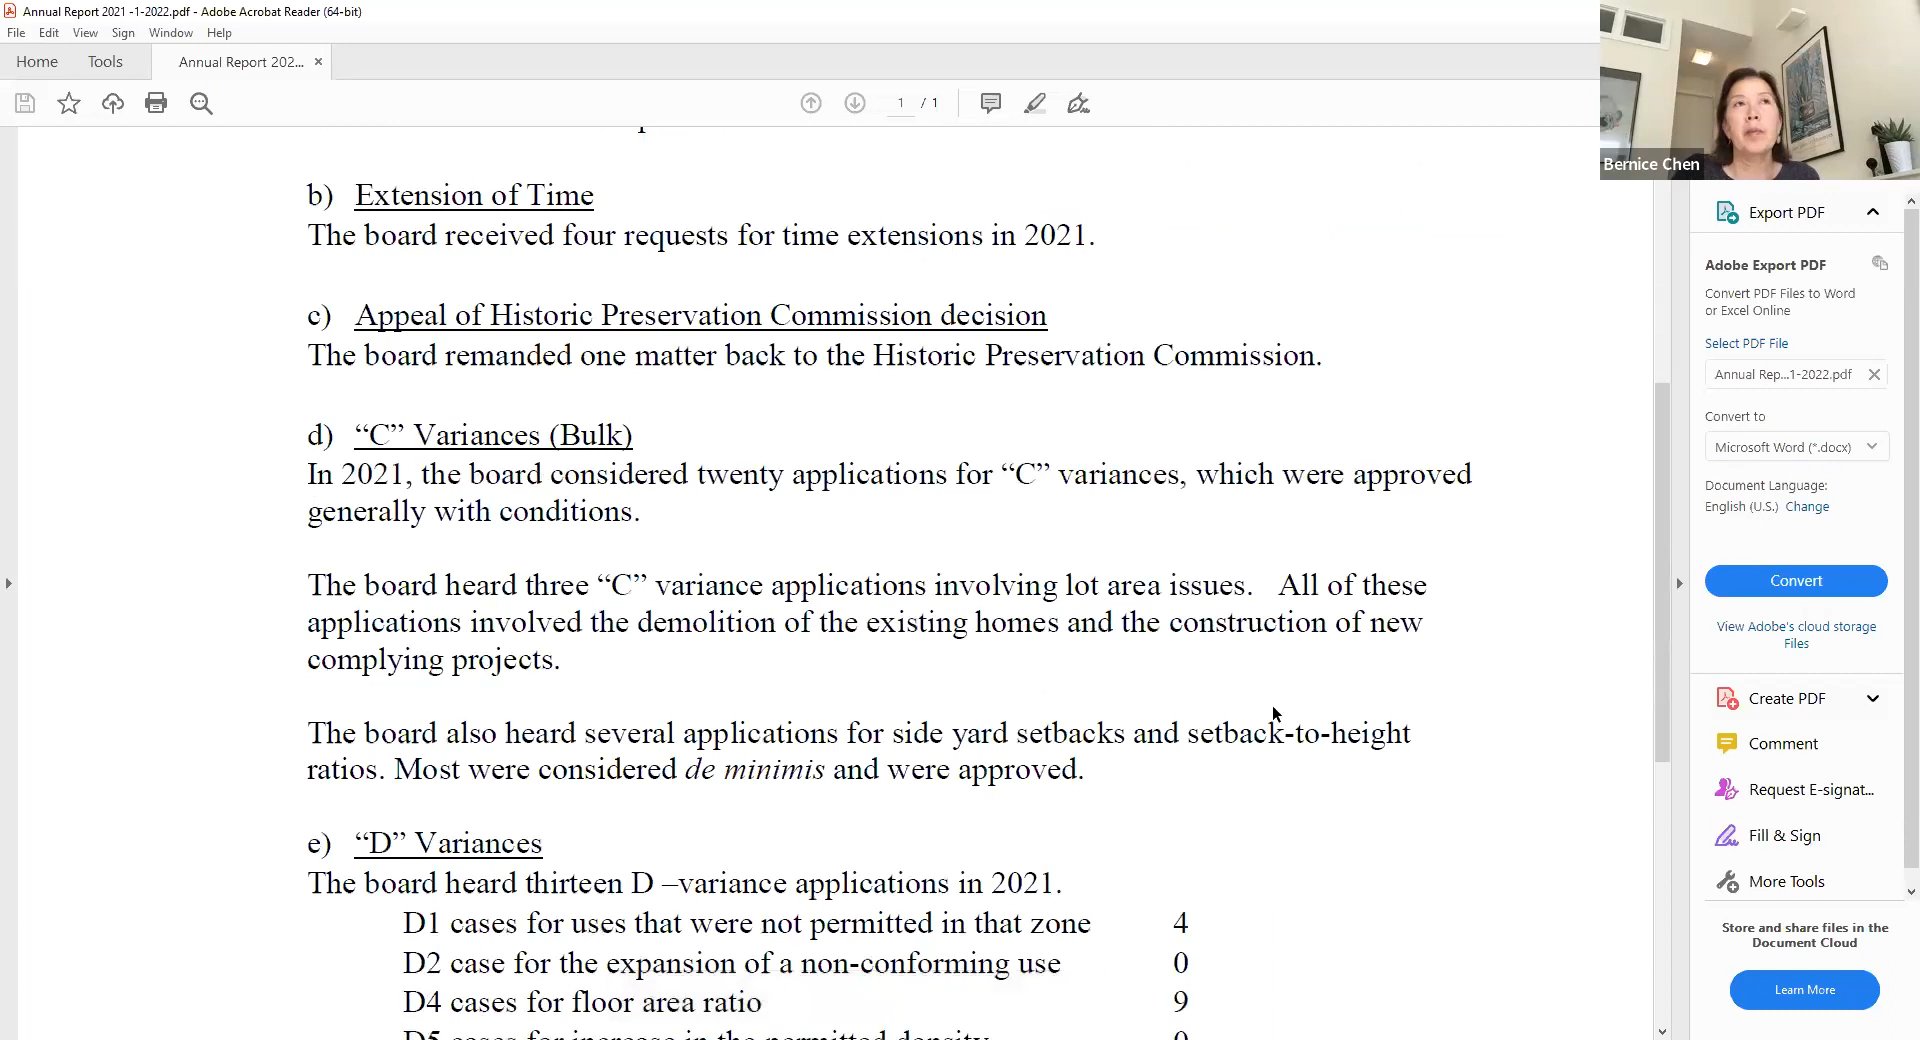 Annual Report 2021 -1-2022.pdf - Adobe Acrobat Reader (64-bit)
File Edit View Sign Window Help
Home Tools Annual Report 202... ×
1 / 1
Bernice Chen
b) Extension of Time
The board received four requests for time extensions in 2021.
c) Appeal of Historic Preservation Commission decision
The board remanded one matter back to the Historic Preservation Commission.
d) “C” Variances (Bulk)
In 2021, the board considered twenty applications for “C” variances, which were approved
generally with conditions.
The board heard three “C” variance applications involving lot area issues. All of these
applications involved the demolition of the existing homes and the construction of new
complying projects.
The board also heard several applications for side yard setbacks and setback-to-height
ratios. Most were considered de minimis and were approved.
e) “D” Variances
The board heard thirteen D –variance applications in 2021.
D1 cases for uses that were not permitted in that zone 4
D2 case for the expansion of a non-conforming use 0
D4 cases for floor area ratio 9
D5 cases for increase in the permitted density 0
Export PDF
Adobe Export PDF
Convert PDF Files to Word
or Excel Online
Select PDF File
Annual Rep...1-2022.pdf
Convert to
Microsoft Word (*.docx)
Document Language:
English (U.S.) Change
Convert
View Adobe's cloud storage
Files
Create PDF
Comment
Request E-signat...
Fill & Sign
More Tools
Store and share files in the
Document Cloud
Learn More